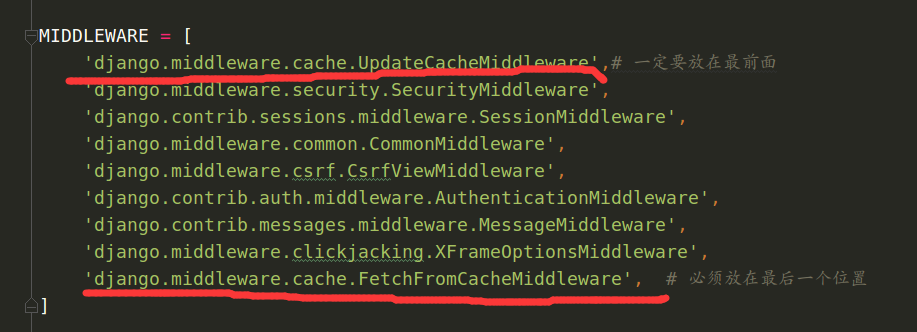 MIDDLEWARE = [
'django.middleware.cache.UpdateCacheMiddleware',# 一定要放在最前面
'django.middleware.security.SecurityMiddleware',
'django.contrib.sessions.middleware.SessionMiddleware',
'django.middleware.common.CommonMiddleware',
'django.middleware.csrf.CsrfViewMiddleware',
'django.contrib.auth.middleware.AuthenticationMiddleware',
'django.contrib.messages.middleware.MessageMiddleware',
'django.middleware.clickjacking.XFrameOptionsMiddleware',
'django.middleware.cache.FetchFromCacheMiddleware', # 必须放在最后一个位置
]